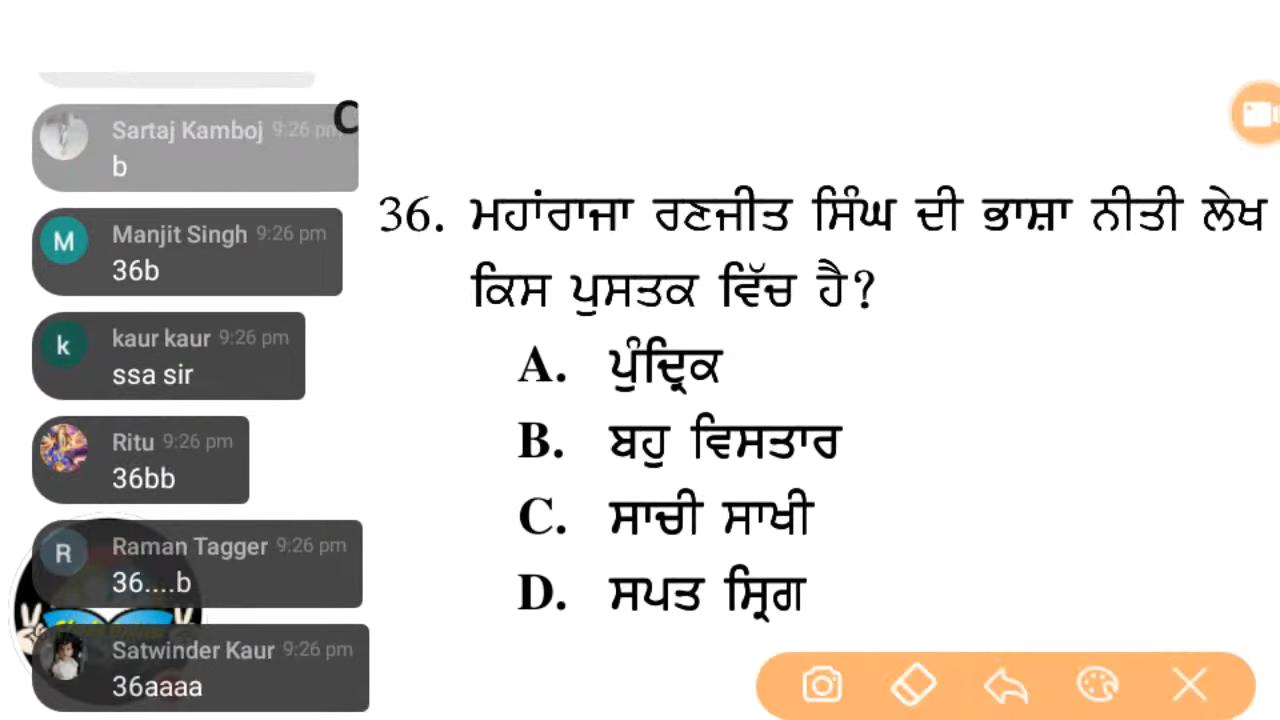 Sartaj Kamboj 9:26 pm
b
Manjit Singh 9:26 pm
36b
kaur kaur 9:26 pm
ssa sir
Ritu 9:26 pm
36bb
Raman Tagger 9:26 pm
36....b
Satwinder Kaur 9:26 pm
36aaaa
36. ਮਹਾਂਰਾਜਾ ਰਣਜੀਤ ਸਿੰਘ ਦੀ ਭਾਸ਼ਾ ਨੀਤੀ ਲੇਖ
ਕਿਸ ਪੁਸਤਕ ਵਿੱਚ ਹੈ?
A. ਪੁੰਦ੍ਰਿਕ
B. ਬਹੁ ਵਿਸਤਾਰ
C. ਸਾਚੀ ਸਾਖੀ
D. ਸਪਤ ਸ੍ਰਿਗ